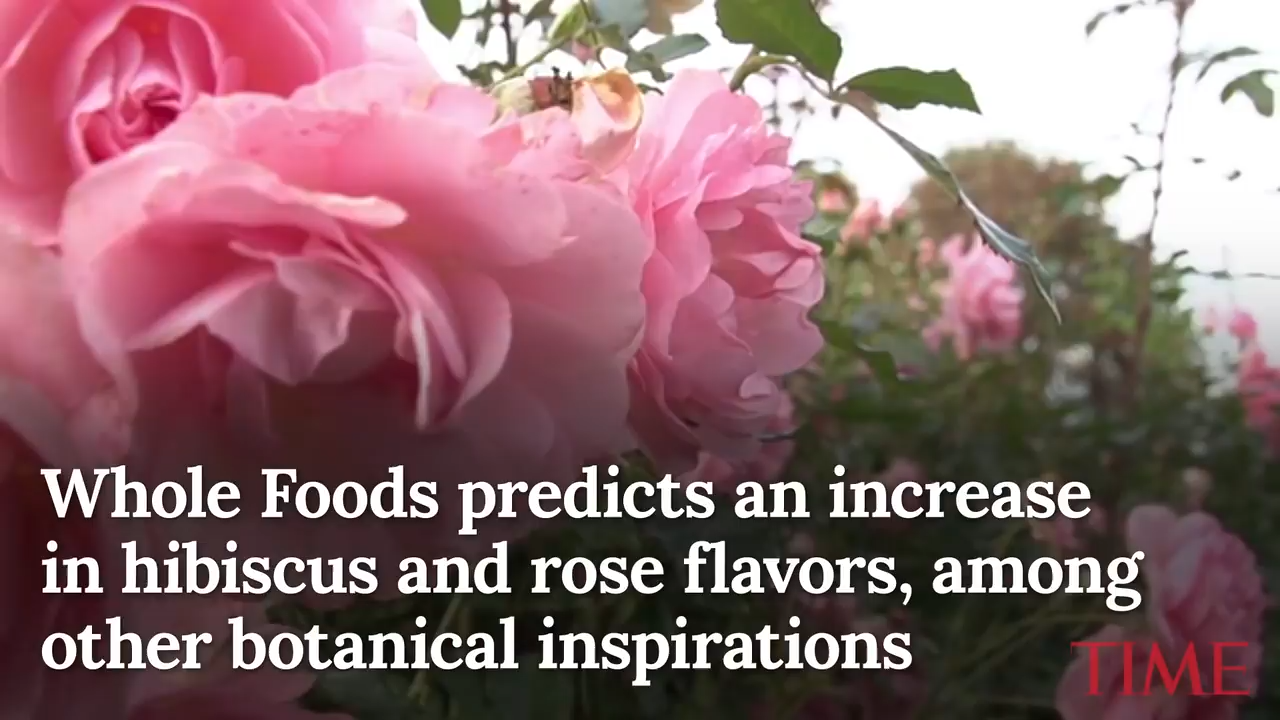 Whole Foods predicts an increase
in hibiscus and rose flavors, among
other botanical inspirations
TIME